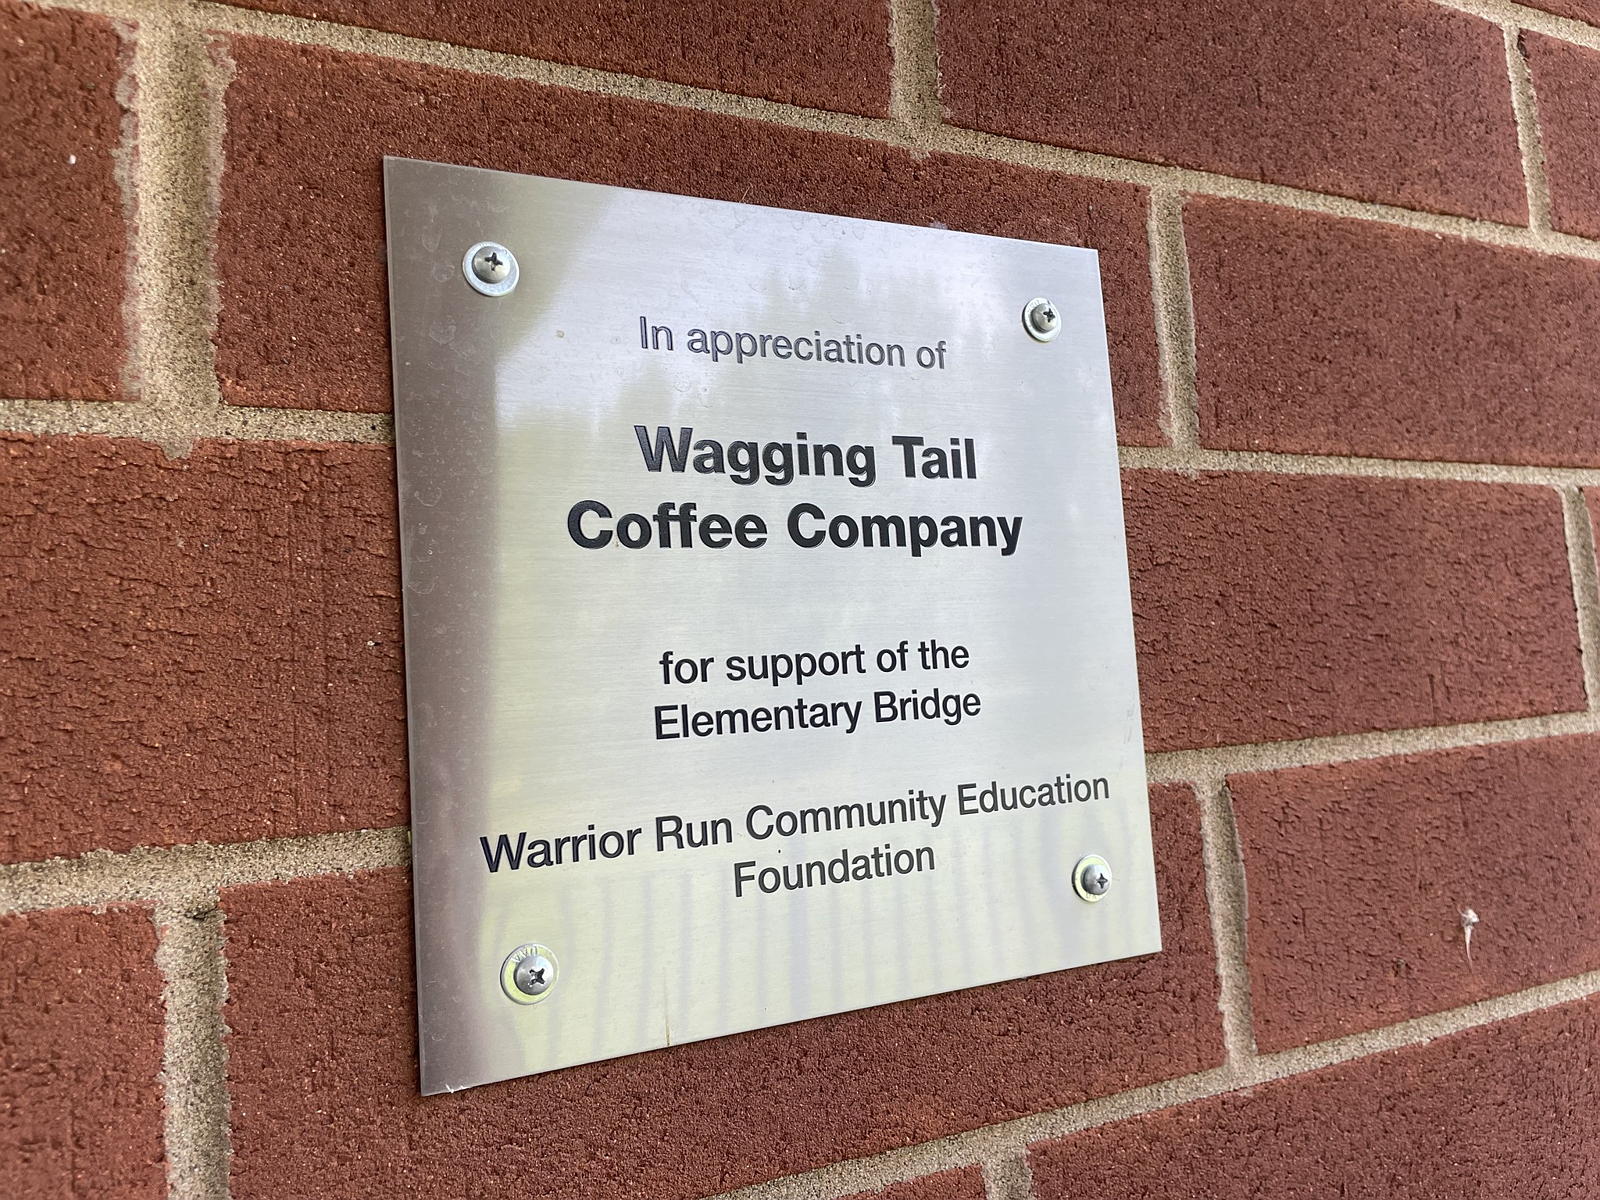 In appreciation of
Wagging Tail
Coffee Company
for support of the
Elementary Bridge
Warrior Run Community Education
Foundation